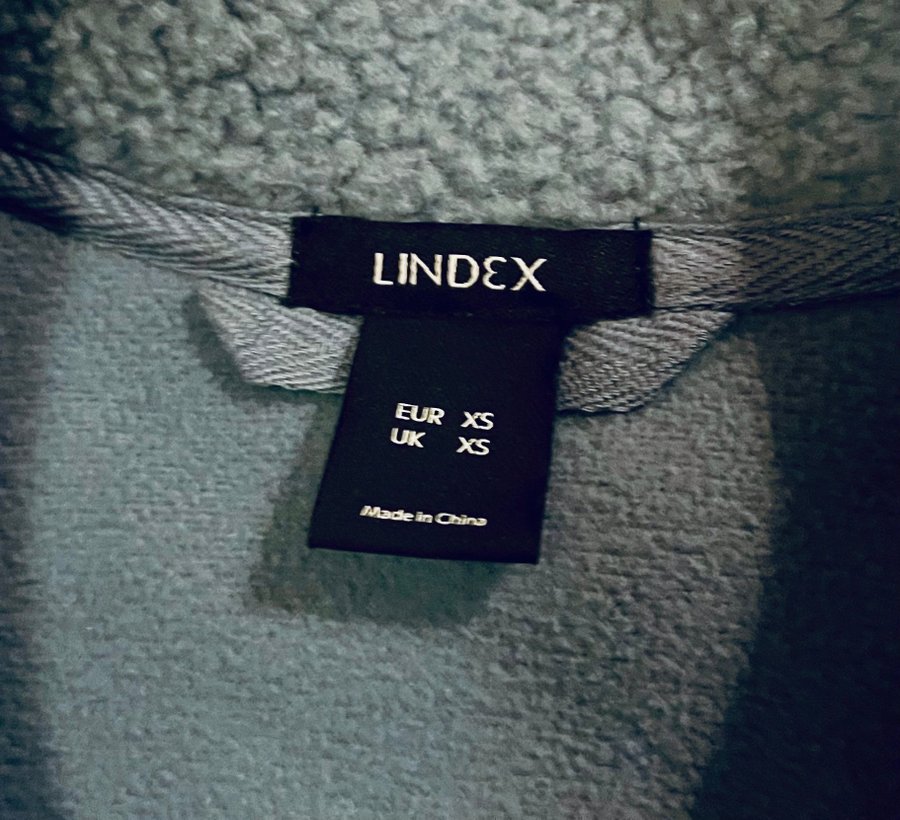 LINDEX
EUR XS
UK XS
Made in China